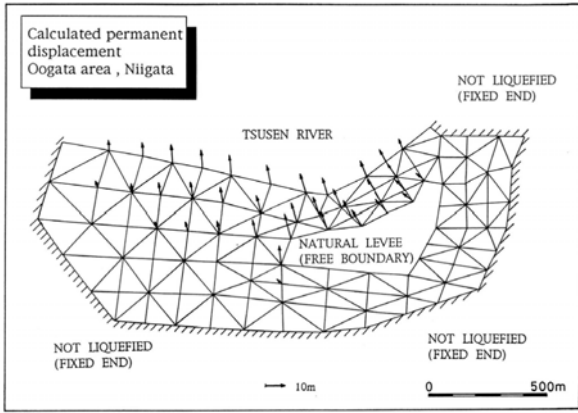 Calculated permanent
displacement
Oogata area , Niigata
NOT LIQUEFIED
(FIXED END)
TSUSEN RIVER
NATURAL LEVEE
(FREE BOUNDARY)
NOT LIQUEFIED
(FIXED END)
NOT LIQUEFIED
(FIXED END)
10m
0 500m